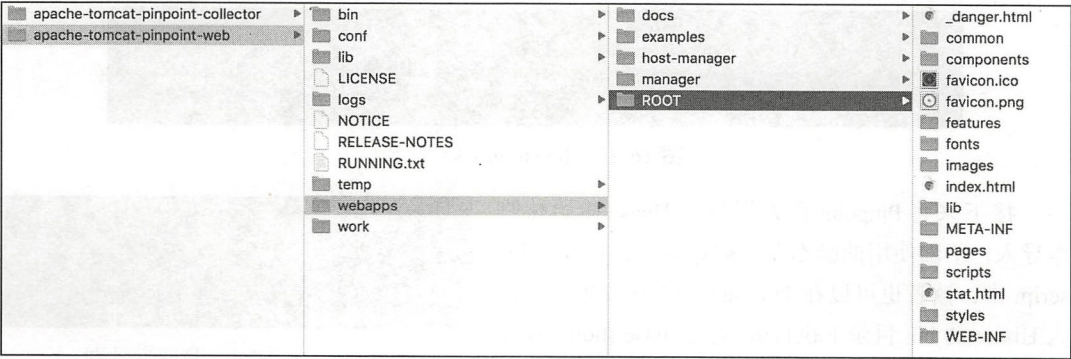 apache-tomcat-pinpoint-collector
apache-tomcat-pinpoint-web
bin
conf
lib
LICENSE
logs
NOTICE
RELEASE-NOTES
RUNNING.txt
temp
webapps
work
docs
examples
host-manager
manager
ROOT
_danger.html
common
components
favicon.ico
favicon.png
features
fonts
images
index.html
lib
META-INF
pages
scripts
stat.html
styles
WEB-INF